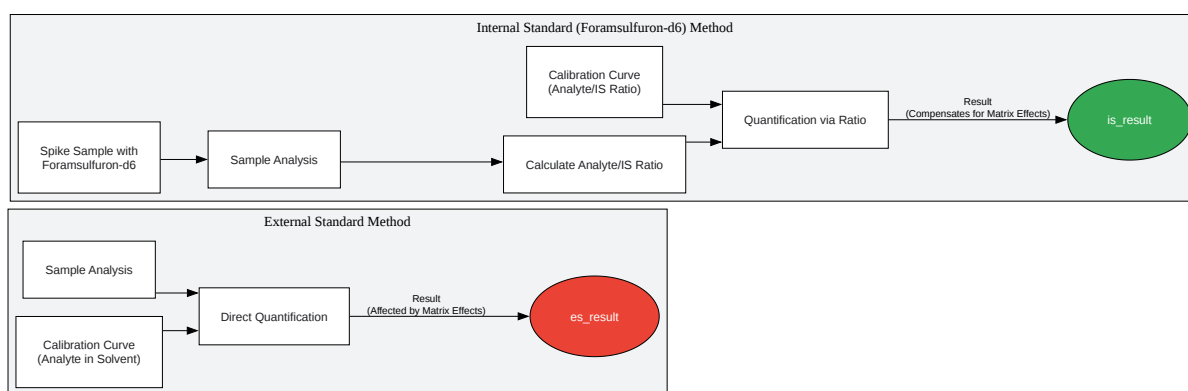 Internal Standard (Foramsulfuron-d6) Method
Calibration Curve
(Analyte/IS Ratio)
Quantification via Ratio
Result
(Compensates for Matrix Effects)
is_result
Spike Sample with
Foramsulfuron-d6
Sample Analysis
Calculate Analyte/IS Ratio
External Standard Method
Sample Analysis
Direct Quantification
Result
(Affected by Matrix Effects)
es_result
Calibration Curve
(Analyte in Solvent)